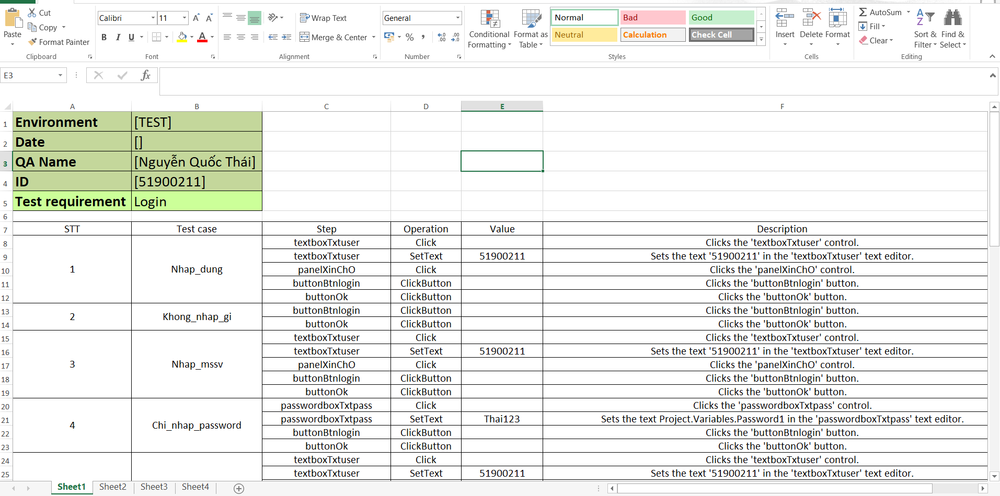 Cut
Copy
Format Painter
Paste
Clipboard
Calibri 11
B I U
Font
Wrap Text
Merge & Center
Alignment
General
% ,
Number
Conditional Formatting
Format as Table
Normal Bad Good
Neutral Calculation Check Cell
Styles
Insert Delete Format
Cells
AutoSum
Fill
Clear
Sort & Filter
Find & Select
Editing
E3 fx
A B C D E F
1 Environment [TEST]
2 Date []
3 QA Name [Nguyễn Quốc Thái]
4 ID [51900211]
5 Test requirement Login
6
7 STT Test case Step Operation Value Description
8 textboxTxtuser Click Clicks the 'textboxTxtuser' control.
9 textboxTxtuser SetText 51900211 Sets the text '51900211' in the 'textboxTxtuser' text editor.
10 1 Nhap_dung panelXinChO Click Clicks the 'panelXinChO' control.
11 buttonBtnlogin ClickButton Clicks the 'buttonBtnlogin' button.
12 buttonOk ClickButton Clicks the 'buttonOk' button.
13 2 Khong_nhap_gi buttonBtnlogin ClickButton Clicks the 'buttonBtnlogin' button.
14 buttonOk ClickButton Clicks the 'buttonOk' button.
15 textboxTxtuser Click Clicks the 'textboxTxtuser' control.
16 textboxTxtuser SetText 51900211 Sets the text '51900211' in the 'textboxTxtuser' text editor.
17 3 Nhap_mssv panelXinChO Click Clicks the 'panelXinChO' control.
18 buttonBtnlogin ClickButton Clicks the 'buttonBtnlogin' button.
19 buttonOk ClickButton Clicks the 'buttonOk' button.
20 passwordboxTxtpass Click Clicks the 'passwordboxTxtpass' control.
21 4 Chi_nhap_password passwordboxTxtpass SetText Thai123 Sets the text Project.Variables.Password1 in the 'passwordboxTxtpass' text editor.
22 buttonBtnlogin ClickButton Clicks the 'buttonBtnlogin' button.
23 buttonOk ClickButton Clicks the 'buttonOk' button.
24 textboxTxtuser Click Clicks the 'textboxTxtuser' control.
25 textboxTxtuser SetText 51900211 Sets the text '51900211' in the 'textboxTxtuser' text editor.
Sheet1 Sheet2 Sheet3 Sheet4